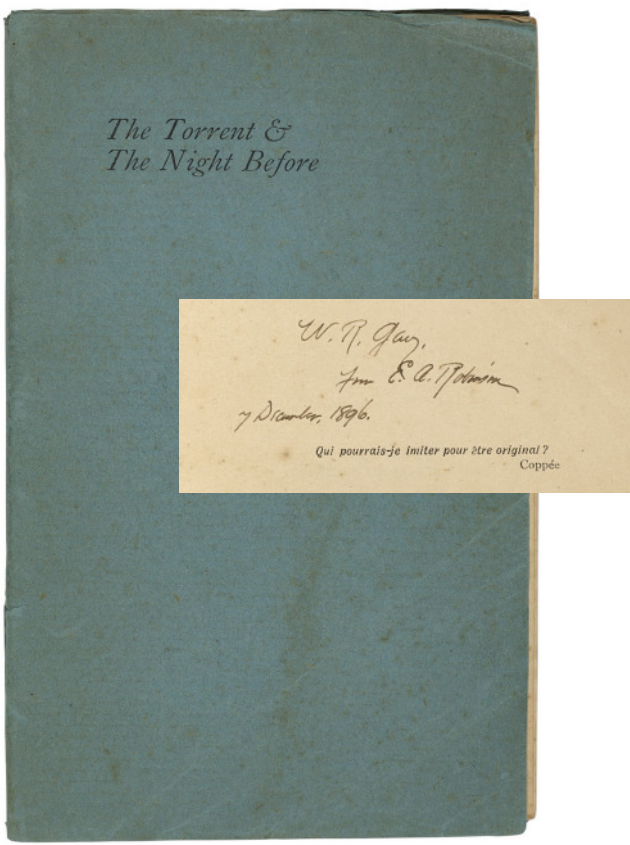 The Torrent &
The Night Before
W. R. Gay,
from E. A. Robinson
7 December, 1896.
Qui pourrais-je imiter pour être original?
Coppée